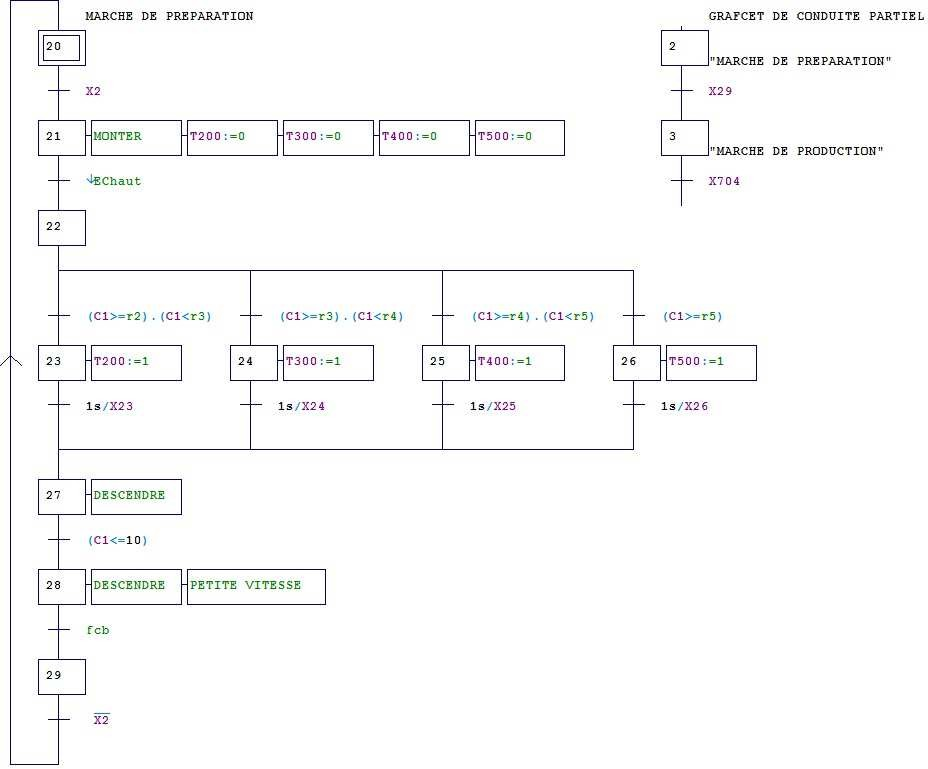 MARCHE DE PREPARATION
GRAFCET DE CONDUITE PARTIEL
20
2
"MARCHE DE PREPARATION"
X2
X29
21 MONTER T200:=0 T300:=0 T400:=0 T500:=0
3
"MARCHE DE PRODUCTION"
↓EChaut
X704
22
(C1>=r2).(C1<r3) (C1>=r3).(C1<r4) (C1>=r4).(C1<r5) (C1>=r5)
23 T200:=1 24 T300:=1 25 T400:=1 26 T500:=1
1s/X23 1s/X24 1s/X25 1s/X26
27 DESCENDRE
(C1<=10)
28 DESCENDRE PETITE VITESSE
fcb
29
X̅2̅